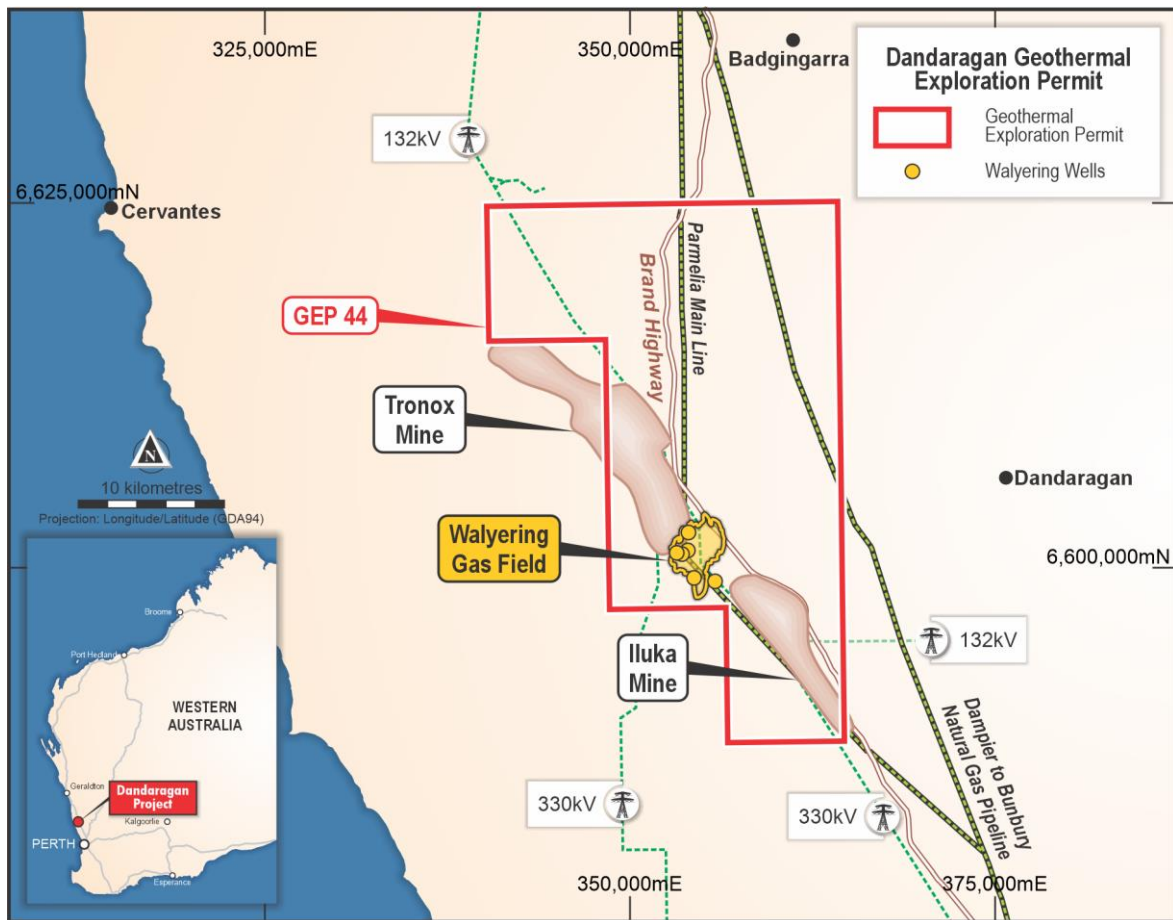 325,000mE
350,000mE
Badgingarra
Dandaragan Geothermal
Exploration Permit
Geothermal
Exploration Permit
Walyering Wells
132kV
6,625,000mN
Cervantes
Parmelia Main Line
Brand Highway
GEP 44
Tronox
Mine
N
10 kilometres
Projection: Longitude/Latitude (GDA94)
Dandaragan
Walyering
Gas Field
6,600,000mN
Iluka
Mine
132kV
Dampier to Bunbury
Natural Gas Pipeline
330kV
330kV
350,000mE
375,000mE
Broome
Port Hedland
WESTERN
AUSTRALIA
Geraldton
Dandaragan
Project
Kalgoorlie
PERTH
Esperance